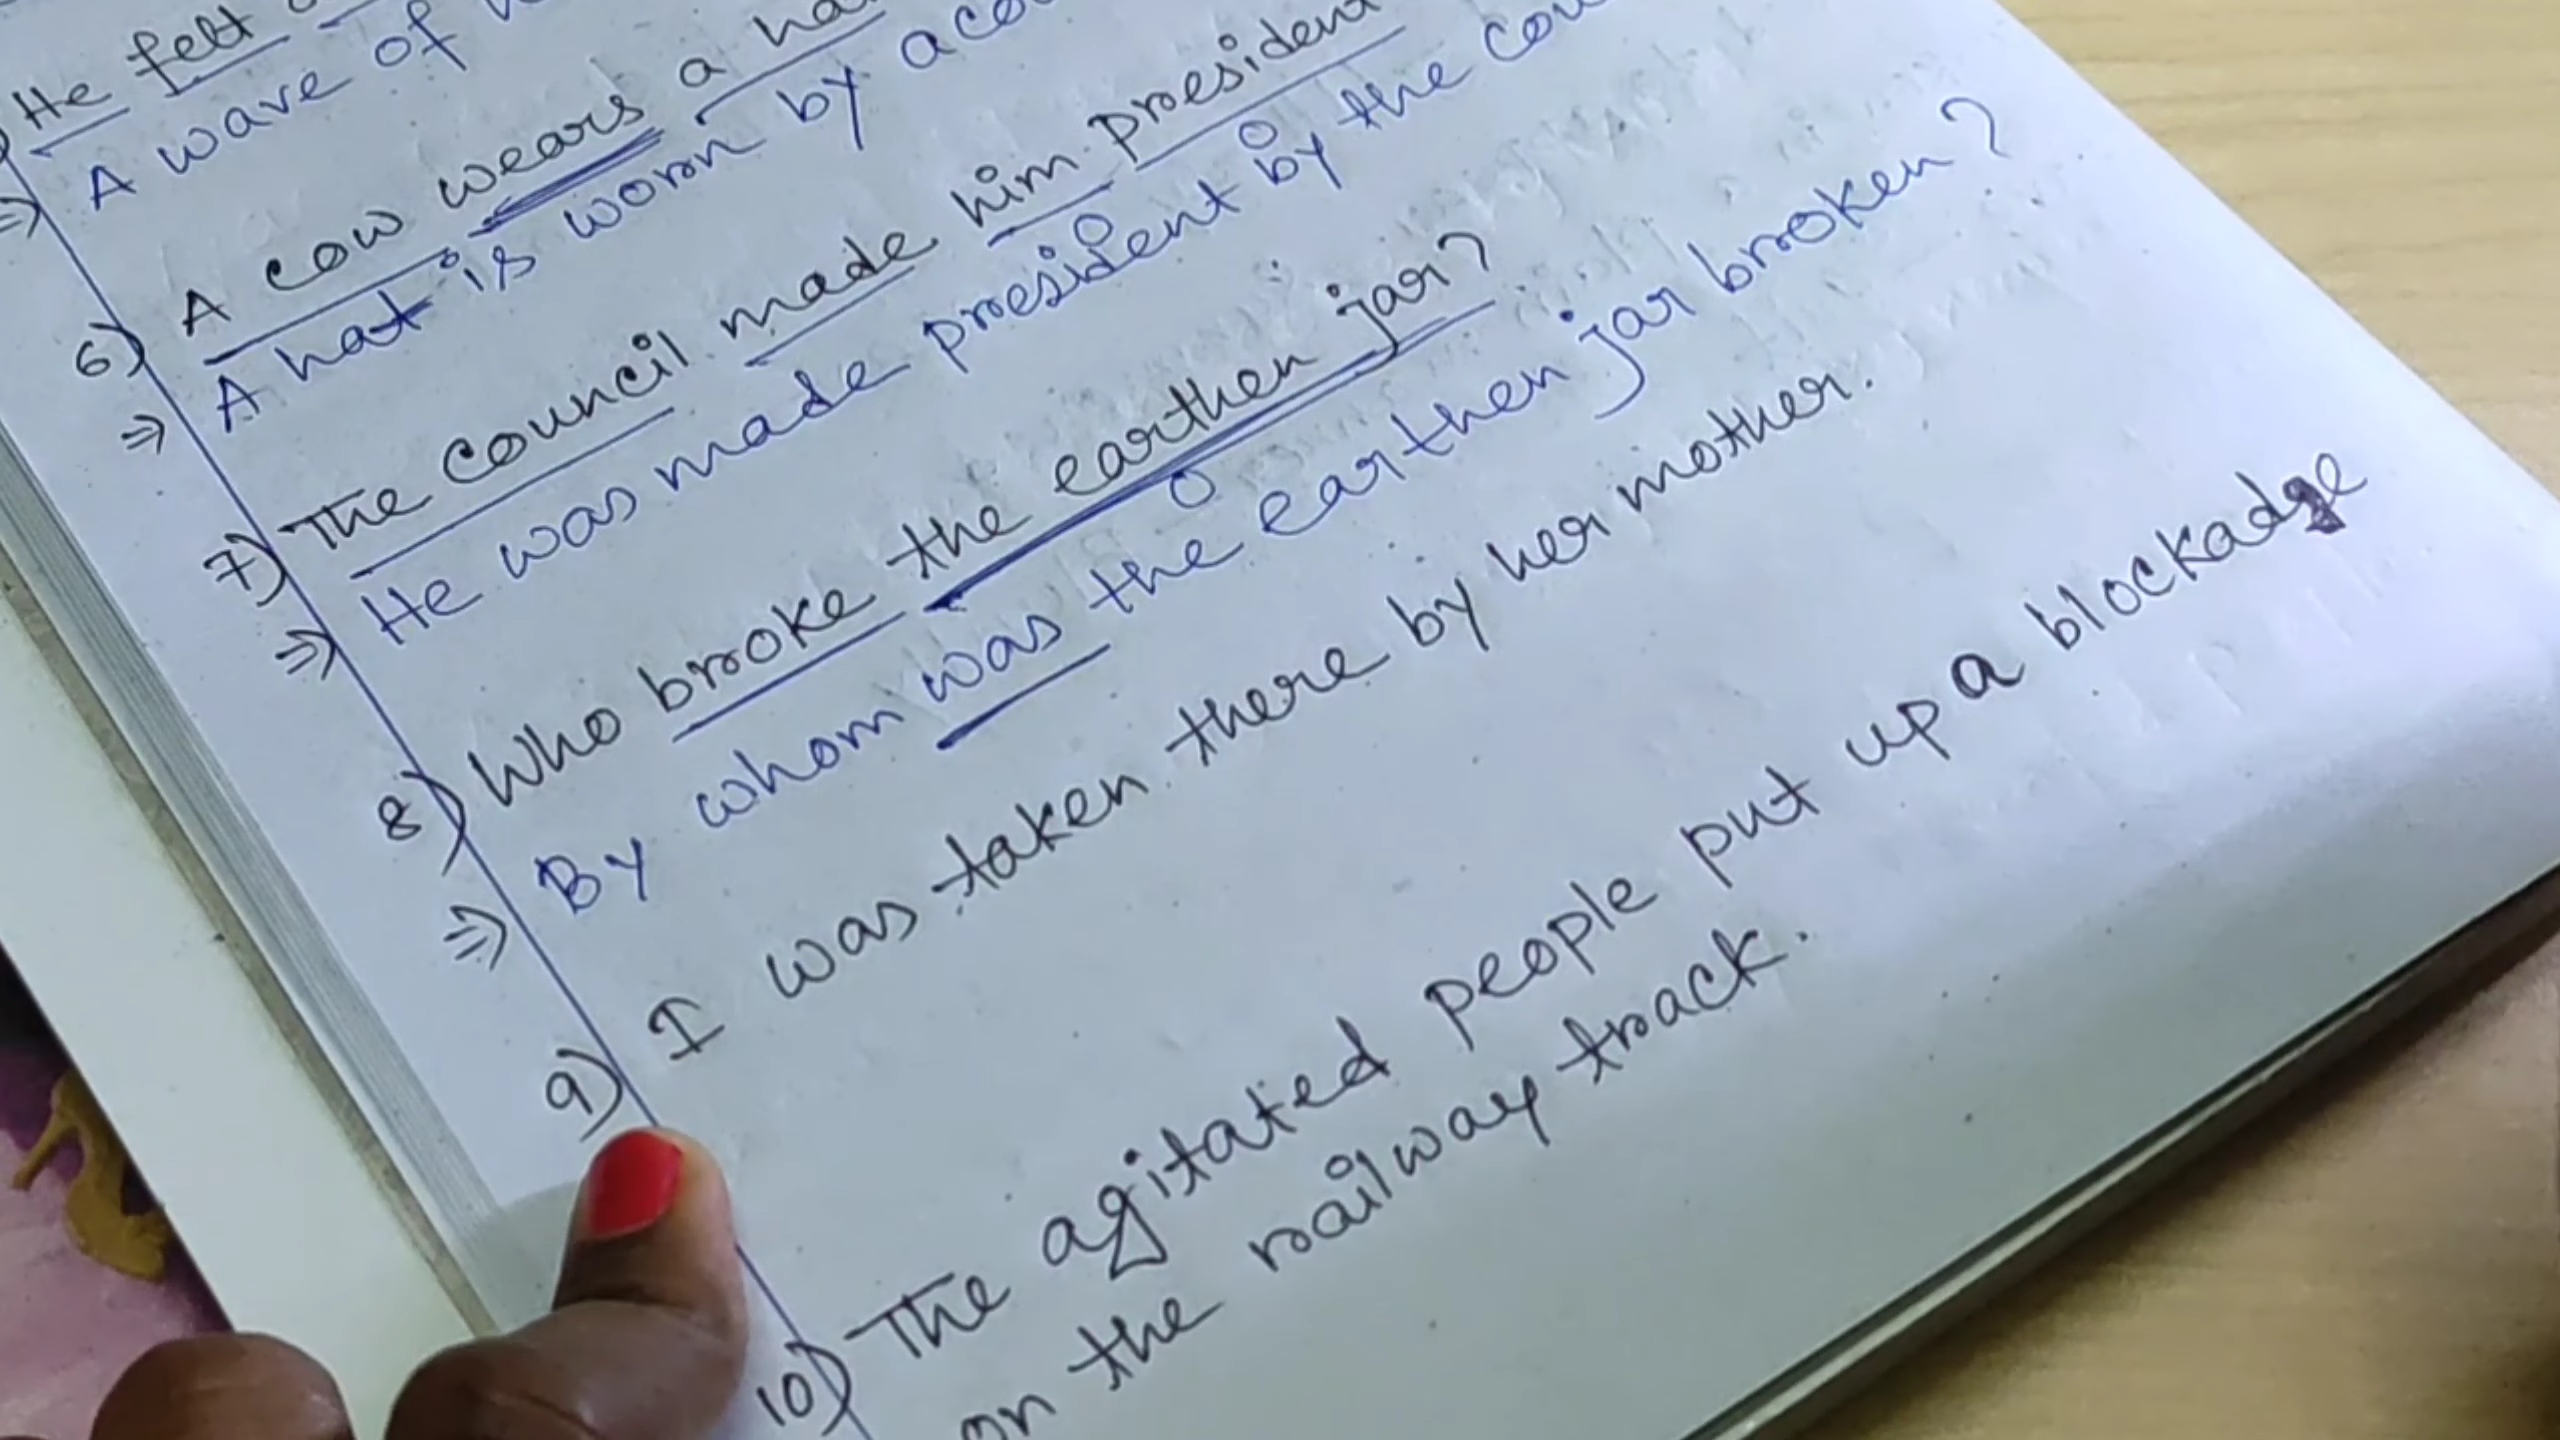 He felt
⇒ A wave of
6) A cow wears a
⇒ A hat is worn by a
7) The Council made him president
⇒ He was made president by the
8) Who broke the earthen jar?
⇒ By whom was the earthen jar broken?
9) I was taken there by her mother.
10) The agitated people put up a blockade
on the railway track.